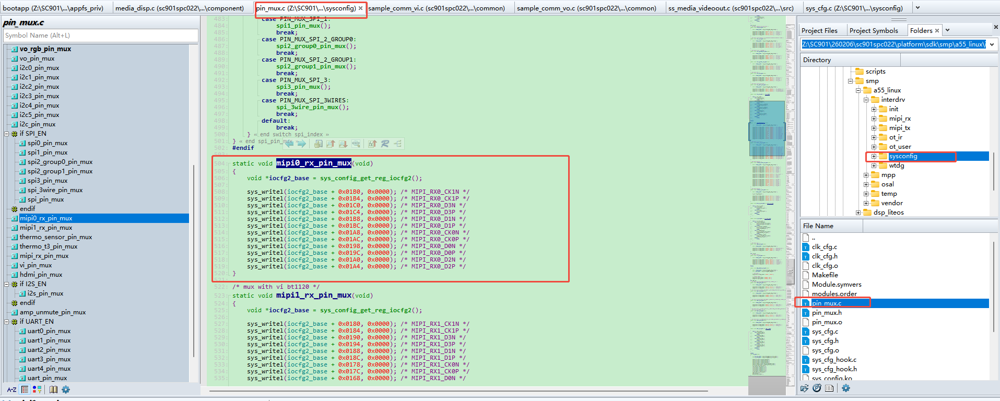 bootapp (Z:\SC901\...\appfs_priv)
media_disp.c (sc901spc022\...\component)
pin_mux.c (Z:\SC901\...\sysconfig)
sample_comm_vi.c (sc901spc022\...\common)
sample_comm_vo.c (sc901spc022\...\common)
ss_media_videoout.c (sc901spc022\...\src)
sys_cfg.c (Z:\SC901\...\sysconfig)
pin_mux.c
Symbol Name (Alt+L)
vo_rgb_pin_mux
vo_pin_mux
i2c0_pin_mux
i2c1_pin_mux
i2c2_pin_mux
i2c3_pin_mux
i2c4_pin_mux
i2c5_pin_mux
i2c_pin_mux
if SPI_EN
spi0_pin_mux
spi1_pin_mux
spi2_group0_pin_mux
spi2_group1_pin_mux
spi3_pin_mux
spi_3wire_pin_mux
spi_pin_mux
endif
mipi0_rx_pin_mux
mipi1_rx_pin_mux
thermo_sensor_pin_mux
thermo_t3_pin_mux
mipi_rx_pin_mux
vi_pin_mux
hdmi_pin_mux
if I2S_EN
i2s_pin_mux
endif
amp_unmute_pin_mux
if UART_EN
uart0_pin_mux
uart1_pin_mux
uart2_pin_mux
uart3_pin_mux
uart4_pin_mux
uart_pin_mux
A-Z
483: case PIN_MUX_SPI_1:
484: spi1_pin_mux();
485: break;
486: case PIN_MUX_SPI_2_GROUP0:
487: spi2_group0_pin_mux();
488: break;
489: case PIN_MUX_SPI_2_GROUP1:
490: spi2_group1_pin_mux();
491: break;
492: case PIN_MUX_SPI_3:
493: spi3_pin_mux();
494: break;
495: case PIN_MUX_SPI_3WIRES:
496: spi_3wire_pin_mux();
497: break;
498: default:
499: break;
500: } « end switch spi_index »
501: } « end spi_pin_mux »
502: #endif
503:
504: static void mipi0_rx_pin_mux(void)
505: {
506: void *iocfg2_base = sys_config_get_reg_iocfg2();
507:
508: sys_writel(iocfg2_base + 0x01B0, 0x0000); /* MIPI_RX0_CK1N */
509: sys_writel(iocfg2_base + 0x01B4, 0x0000); /* MIPI_RX0_CK1P */
510: sys_writel(iocfg2_base + 0x01C0, 0x0000); /* MIPI_RX0_D3N */
511: sys_writel(iocfg2_base + 0x01C4, 0x0000); /* MIPI_RX0_D3P */
512: sys_writel(iocfg2_base + 0x01B8, 0x0000); /* MIPI_RX0_D1N */
513: sys_writel(iocfg2_base + 0x01BC, 0x0000); /* MIPI_RX0_D1P */
514: sys_writel(iocfg2_base + 0x01A8, 0x0000); /* MIPI_RX0_CK0N */
515: sys_writel(iocfg2_base + 0x01AC, 0x0000); /* MIPI_RX0_CK0P */
516: sys_writel(iocfg2_base + 0x0198, 0x0000); /* MIPI_RX0_D0N */
517: sys_writel(iocfg2_base + 0x019C, 0x0000); /* MIPI_RX0_D0P */
518: sys_writel(iocfg2_base + 0x01A0, 0x0000); /* MIPI_RX0_D2N */
519: sys_writel(iocfg2_base + 0x01A4, 0x0000); /* MIPI_RX0_D2P */
520: }
521:
522: /* mux with vi bt1120 */
523: static void mipi1_rx_pin_mux(void)
524: {
525: void *iocfg2_base = sys_config_get_reg_iocfg2();
526:
527: sys_writel(iocfg2_base + 0x0180, 0x0000); /* MIPI_RX1_CK1N */
528: sys_writel(iocfg2_base + 0x0184, 0x0000); /* MIPI_RX1_CK1P */
529: sys_writel(iocfg2_base + 0x0190, 0x0000); /* MIPI_RX1_D3N */
530: sys_writel(iocfg2_base + 0x0194, 0x0000); /* MIPI_RX1_D3P */
531: sys_writel(iocfg2_base + 0x0188, 0x0000); /* MIPI_RX1_D1N */
532: sys_writel(iocfg2_base + 0x018C, 0x0000); /* MIPI_RX1_D1P */
533: sys_writel(iocfg2_base + 0x0178, 0x0000); /* MIPI_RX1_CK0N */
534: sys_writel(iocfg2_base + 0x017C, 0x0000); /* MIPI_RX1_CK0P */
535: sys_writel(iocfg2_base + 0x0168, 0x0000); /* MIPI_RX1_D0N */
Project Files
Project Symbols
Folders
Z:\SC901\260206\sc901spc022\platform\sdk\smp\a55_linux\
Directory
scripts
smp
a55_linux
interdrv
init
mipi_rx
mipi_tx
ot_ir
ot_user
sysconfig
wtdg
mpp
osal
temp
vendor
dsp_liteos
File Name
..
clk_cfg.c
clk_cfg.h
clk_cfg.o
Makefile
Module.symvers
modules.order
pin_mux.c
pin_mux.h
pin_mux.o
sys_cfg.c
sys_cfg.h
sys_cfg.o
sys_cfg_hook.c
sys_cfg_hook.h
sys_config.ko